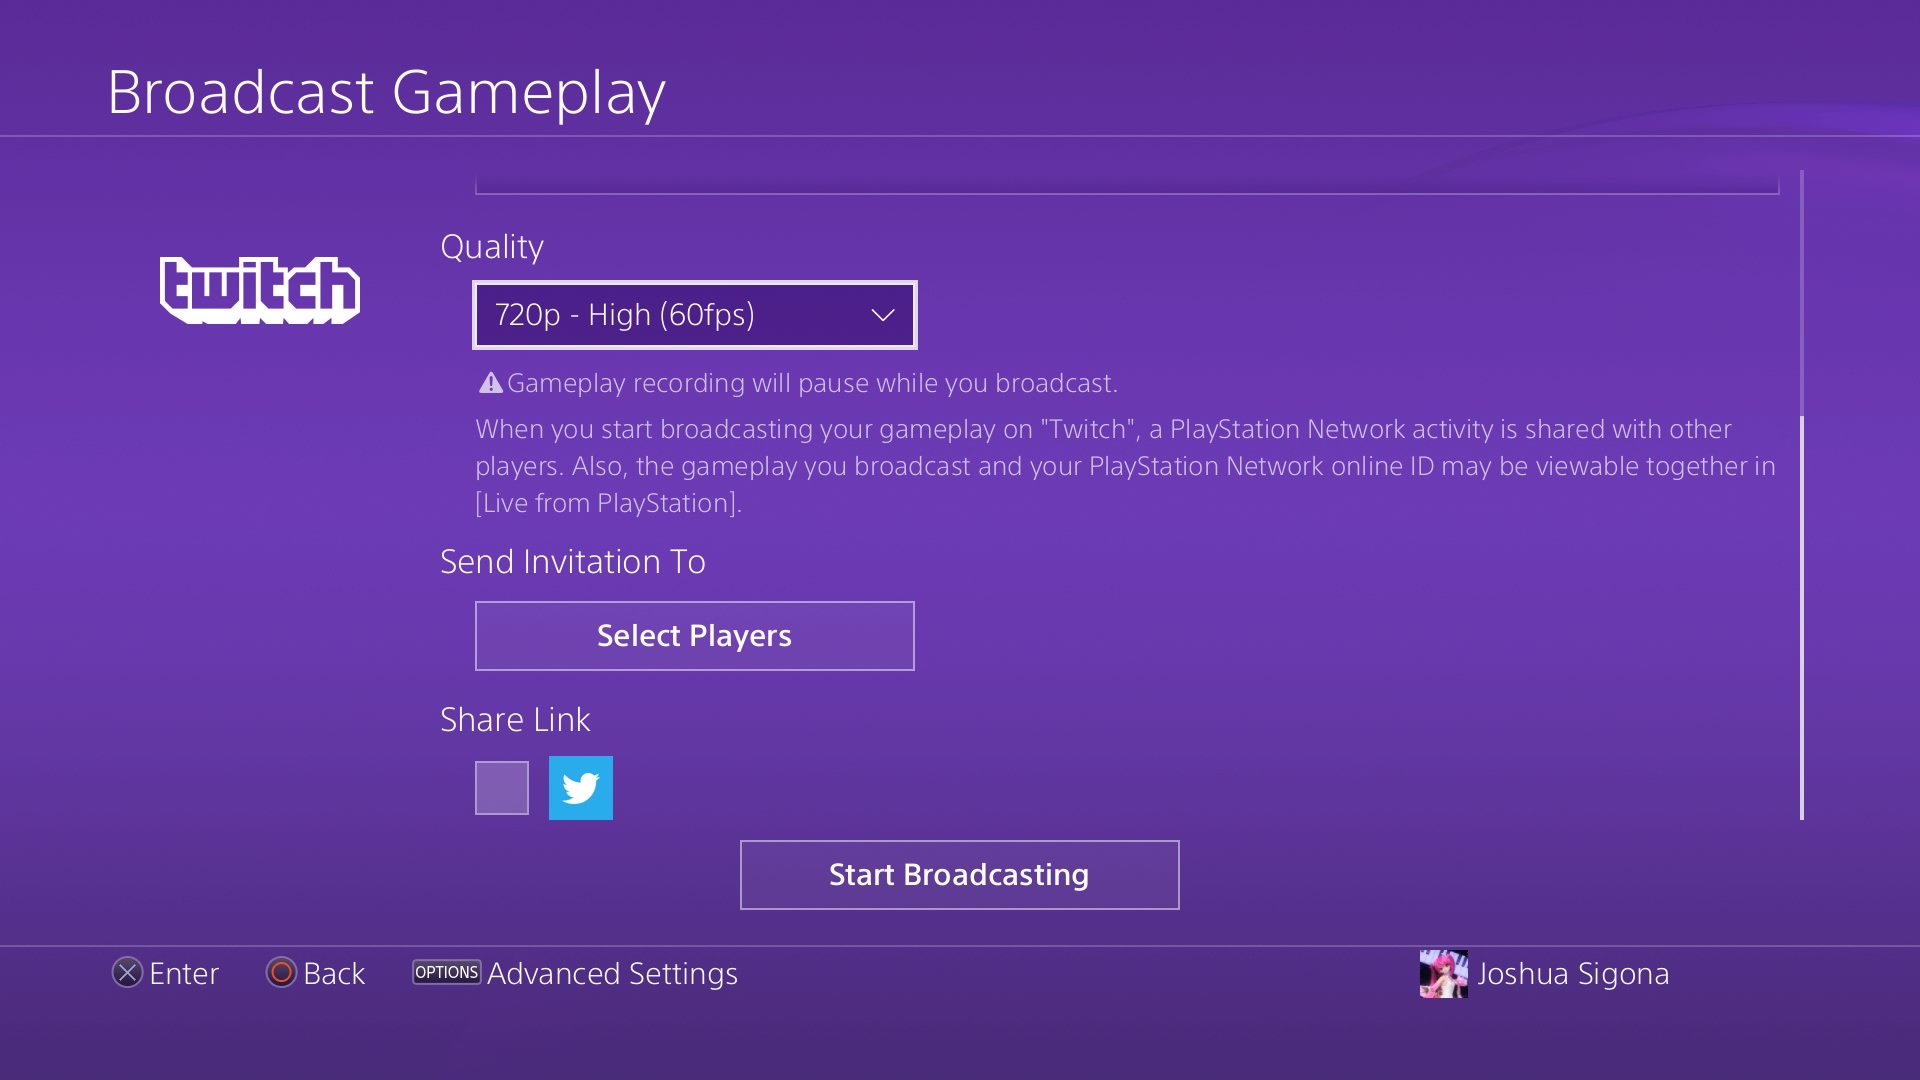 Broadcast Gameplay
twitch
Quality
720p - High (60fps)
Gameplay recording will pause while you broadcast.
When you start broadcasting your gameplay on "Twitch", a PlayStation Network activity is shared with other
players. Also, the gameplay you broadcast and your PlayStation Network online ID may be viewable together in
[Live from PlayStation].
Send Invitation To
Select Players
Share Link
Start Broadcasting
Enter Back OPTIONS Advanced Settings Joshua Sigona